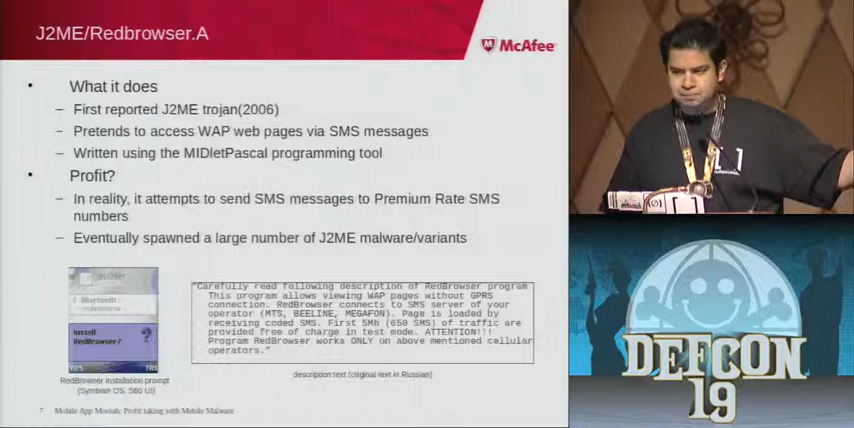 J2ME/Redbrowser.A
McAfee
• What it does
– First reported J2ME trojan(2006)
– Pretends to access WAP web pages via SMS messages
– Written using the MIDletPascal programming tool
• Profit?
– In reality, it attempts to send SMS messages to Premium Rate SMS
numbers
– Eventually spawned a large number of J2ME malware/variants
Bluetooth
Install
RedBrowser?
Yes No
"Carefully read following description of RedBrowser program
This program allows viewing WAP pages without GPRS
connection. RedBrowser connects to SMS server of your
operator (MTS, BEELINE, MEGAFON). Page is loaded by
receiving coded SMS. First 5Mb (650 SMS) of traffic are
provided free of charge in test mode. ATTENTION!!!
Program RedBrowser works ONLY on above mentioned cellular
operators."
RedBrowser installation prompt
(Symbian OS, S60 UI)
description text (original text in Russian)
7 Mobile App Moolah: Profit taking with Mobile Malware
DEFCON
19